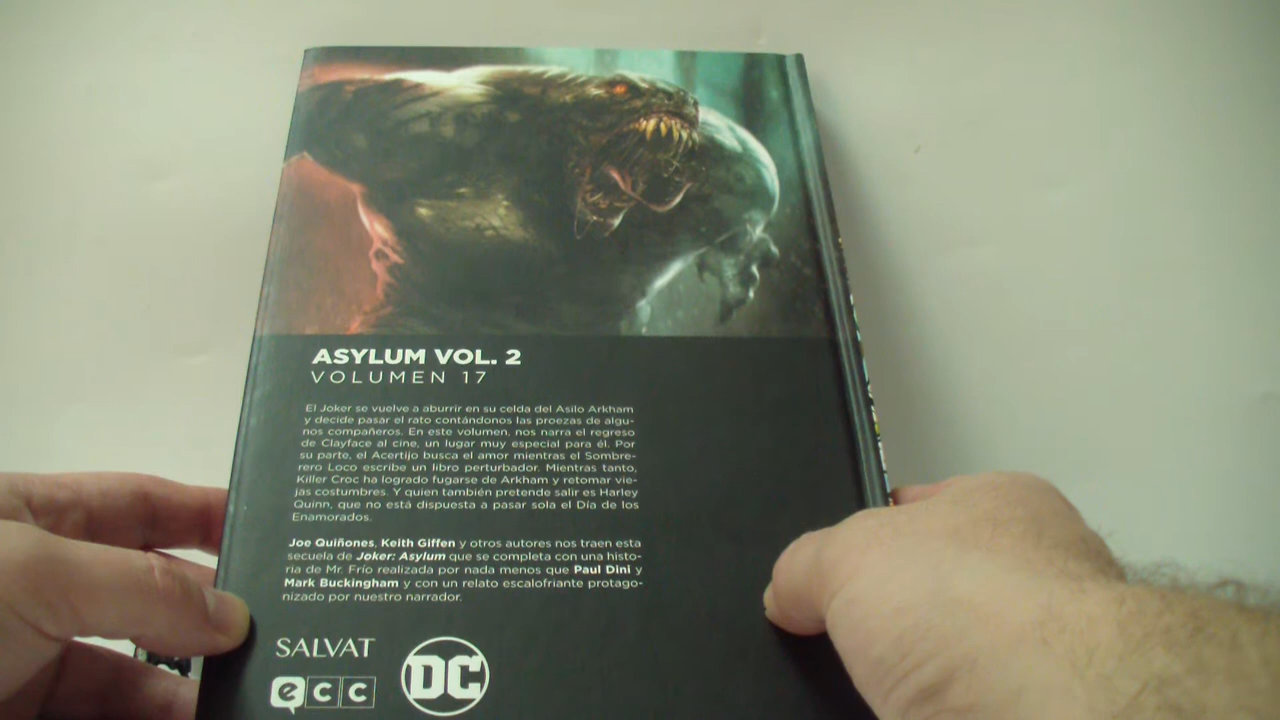 ASYLUM VOL. 2
VOLUMEN 17
El Joker se vuelve a aburrir en su celda del Asilo Arkham
y decide pasar el rato contándonos las proezas de algu-
nos compañeros. En este volumen, nos narra el regreso
de Clayface al cine, un lugar muy especial para él. Por
su parte, el Acertijo busca el amor mientras el Sombre-
rero Loco escribe un libro perturbador. Mientras tanto,
Killer Croc ha logrado fugarse de Arkham y retomar vie-
jas costumbres. Y quien también pretende salir es Harley
Quinn, que no está dispuesta a pasar sola el Día de los
Enamorados.
Joe Quiñones, Keith Giffen y otros autores nos traen esta
secuela de Joker: Asylum que se completa con una histo-
ria de Mr. Frío realizada por nada menos que Paul Dini y
Mark Buckingham y con un relato escalofriante protago-
nizado por nuestro narrador.
SALVAT
ecc
DC